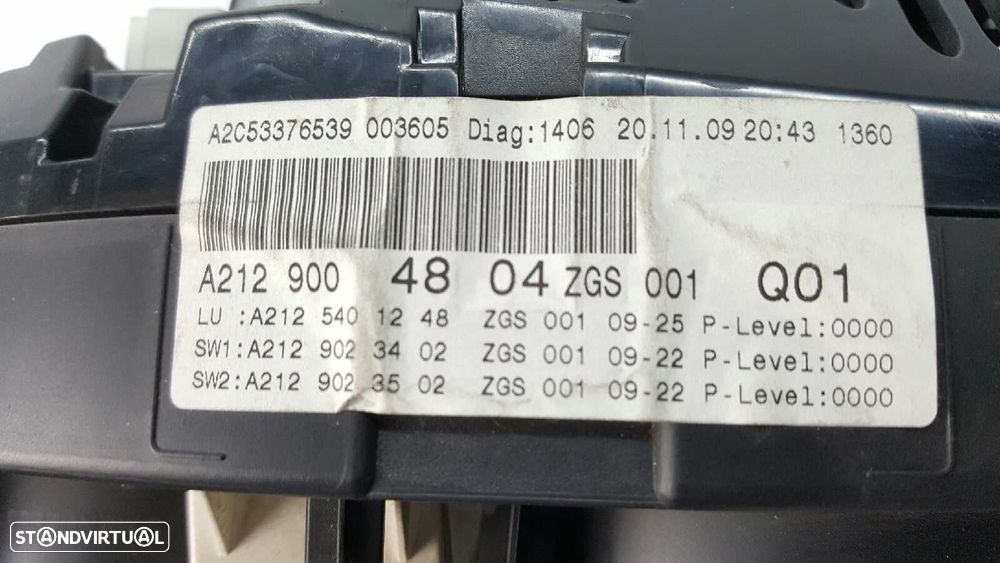 A2C53376539 003605 Diag:1406 20.11.09 20:43 1360
A212 900 48 04 ZGS 001 Q01
LU :A212 540 12 48 ZGS 001 09-25 P-Level:0000
SW1:A212 902 34 02 ZGS 001 09-22 P-Level:0000
SW2:A212 902 35 02 ZGS 001 09-22 P-Level:0000
STANDVIRTUAL